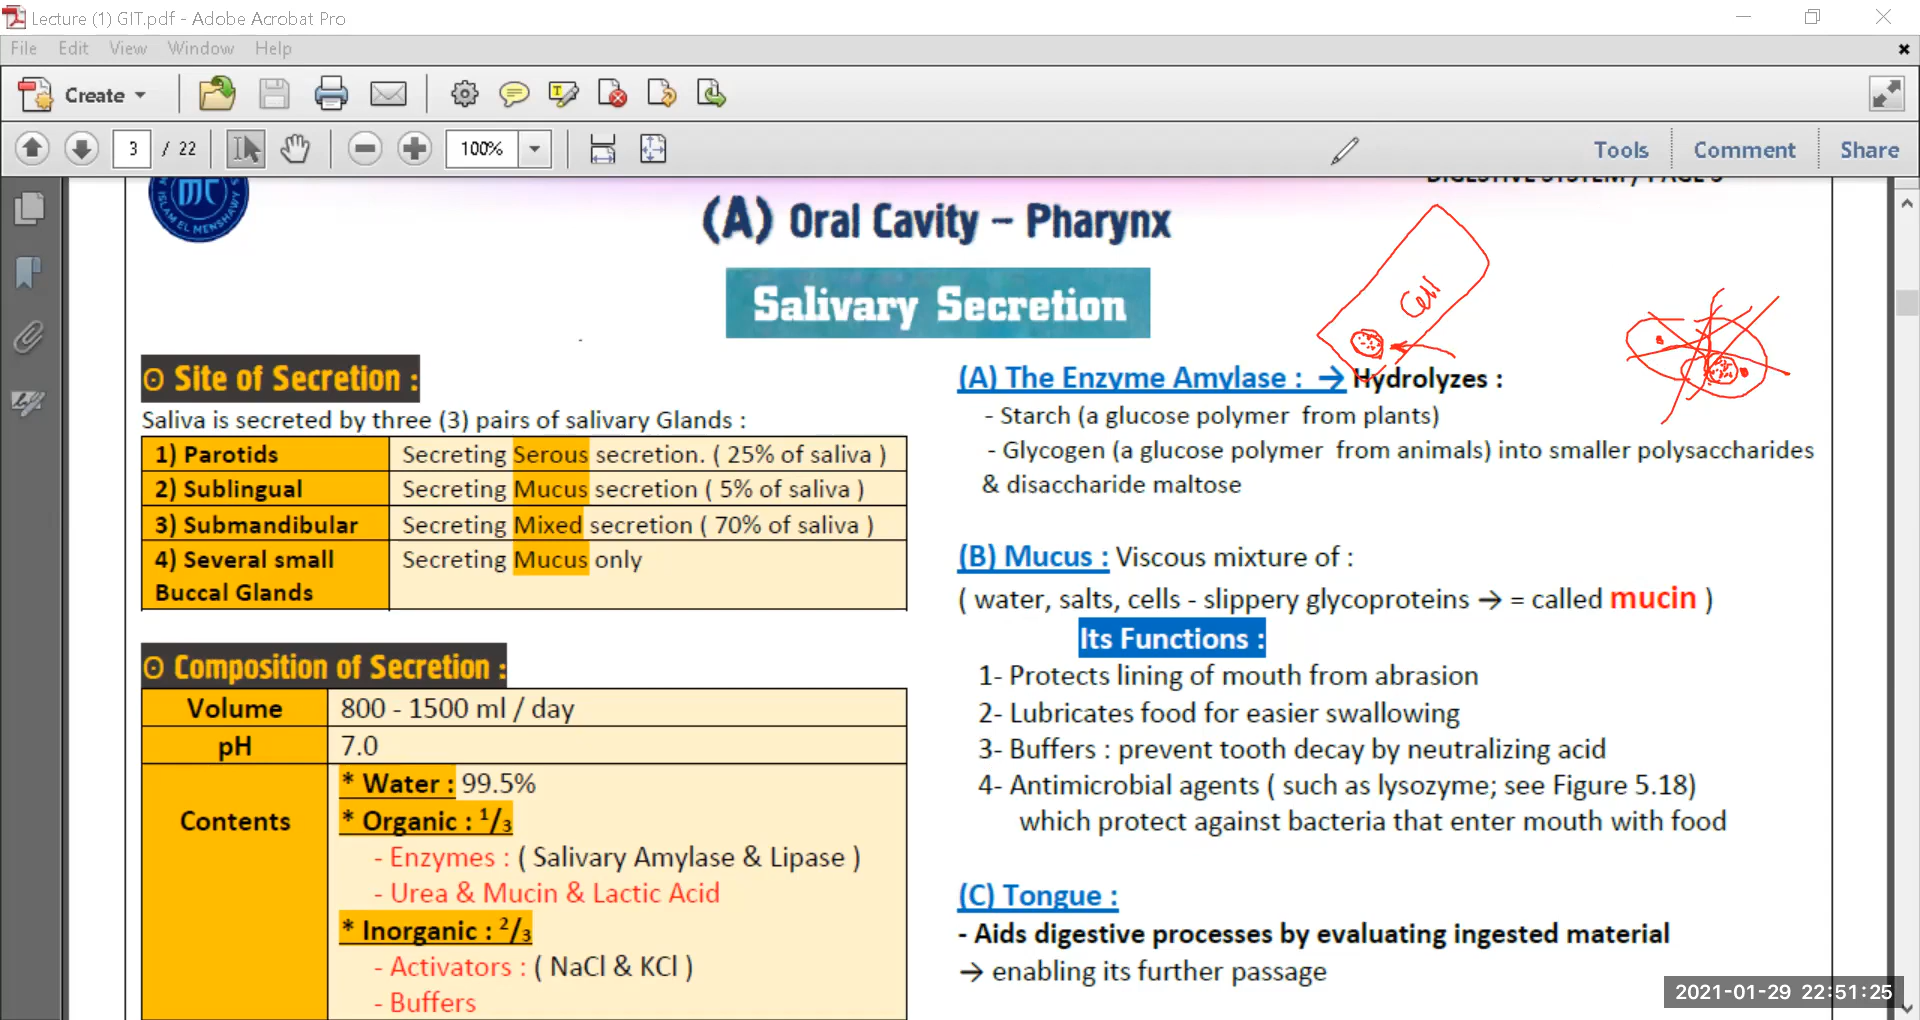 Lecture (1) GIT.pdf - Adobe Acrobat Pro
File Edit View Window Help
Create
3 / 22 100% Tools Comment Share
ISLAM EL MENSHAWY
(A) Oral Cavity – Pharynx
Salivary Secretion
Cell
⊙ Site of Secretion :
Saliva is secreted by three (3) pairs of salivary Glands :
1) Parotids Secreting Serous secretion. ( 25% of saliva )
2) Sublingual Secreting Mucus secretion ( 5% of saliva )
3) Submandibular Secreting Mixed secretion ( 70% of saliva )
4) Several small Secreting Mucus only
Buccal Glands
⊙ Composition of Secretion :
Volume 800 - 1500 ml / day
pH 7.0
Contents
* Water : 99.5%
* Organic : 1/3
- Enzymes : ( Salivary Amylase & Lipase )
- Urea & Mucin & Lactic Acid
* Inorganic : 2/3
- Activators : ( NaCl & KCl )
- Buffers
(A) The Enzyme Amylase : → Hydrolyzes :
- Starch (a glucose polymer from plants)
- Glycogen (a glucose polymer from animals) into smaller polysaccharides
& disaccharide maltose
(B) Mucus : Viscous mixture of :
( water, salts, cells - slippery glycoproteins → = called mucin )
Its Functions :
1- Protects lining of mouth from abrasion
2- Lubricates food for easier swallowing
3- Buffers : prevent tooth decay by neutralizing acid
4- Antimicrobial agents ( such as lysozyme; see Figure 5.18)
which protect against bacteria that enter mouth with food
(C) Tongue :
- Aids digestive processes by evaluating ingested material
→ enabling its further passage
2021-01-29 22:51:25